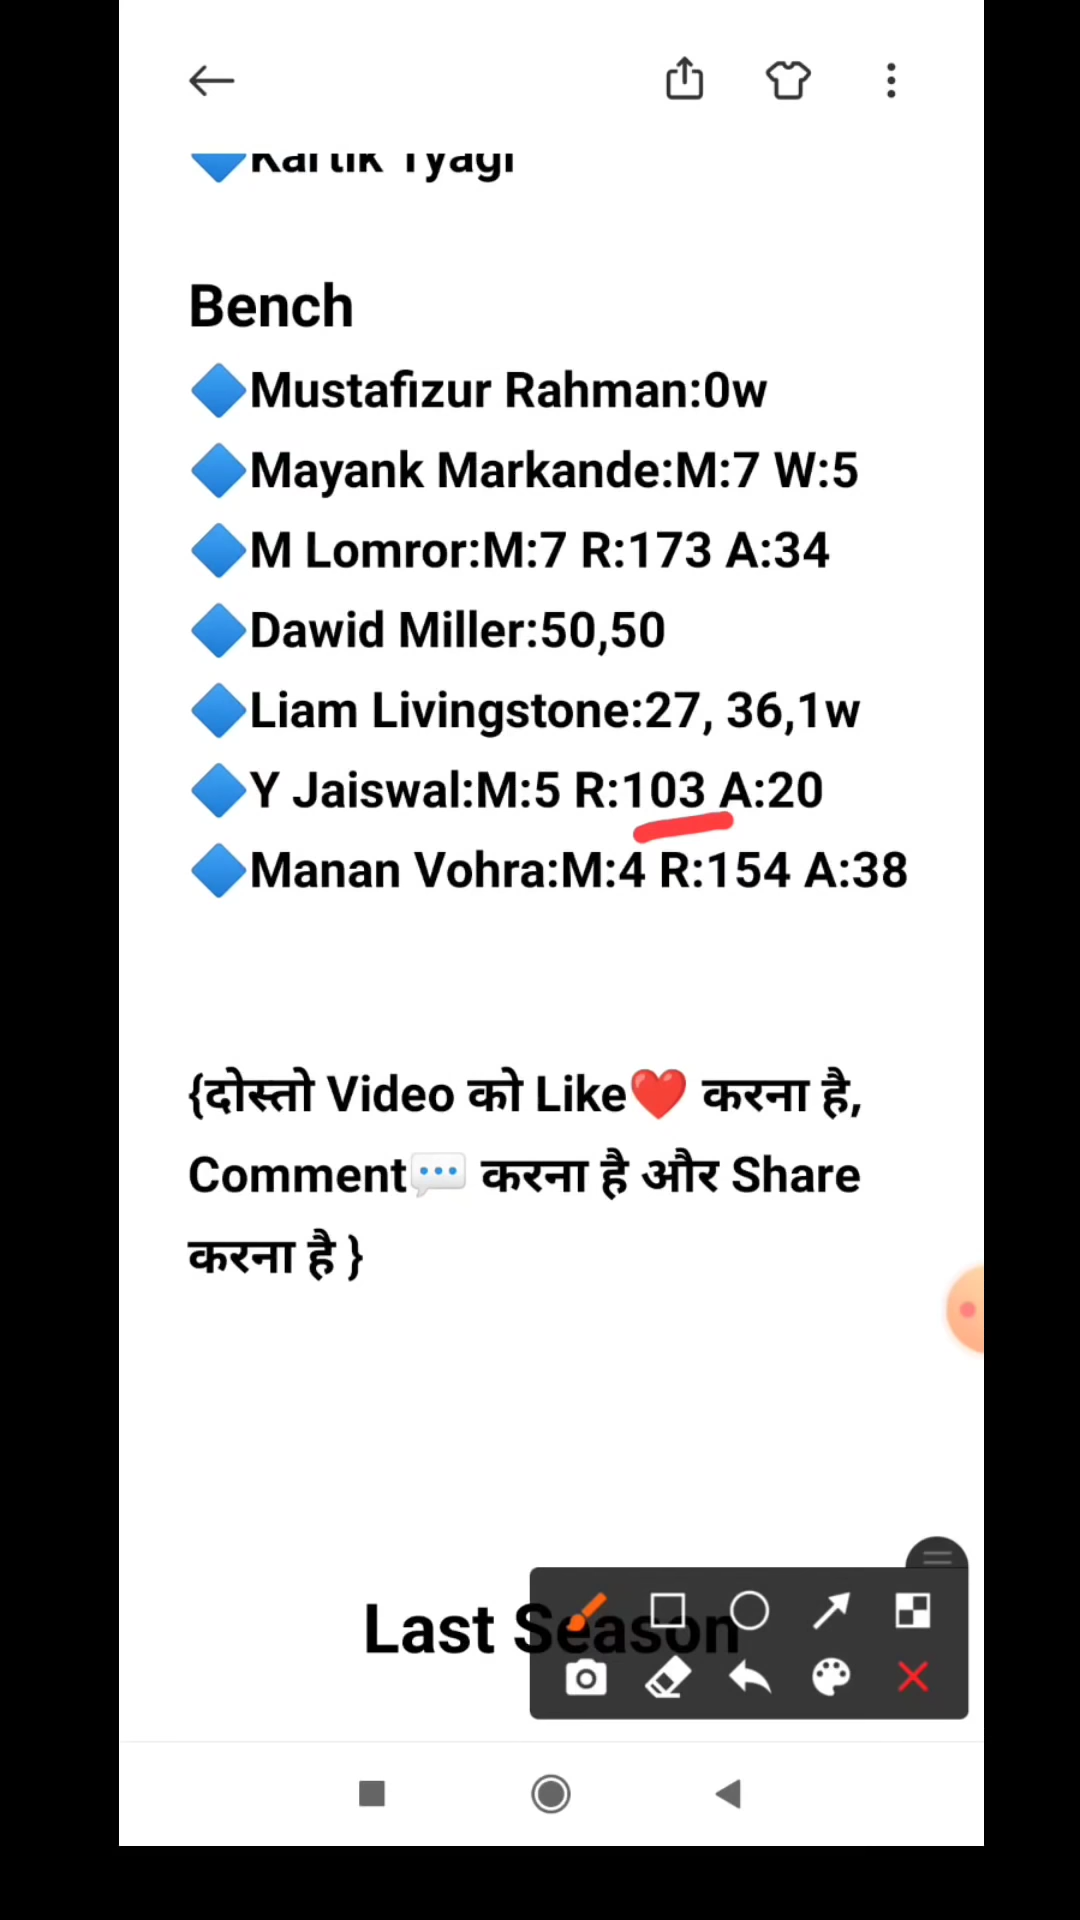 Kartik Tyagi
Bench
🔷Mustafizur Rahman:0w
🔷Mayank Markande:M:7 W:5
🔷M Lomror:M:7 R:173 A:34
🔷Dawid Miller:50,50
🔷Liam Livingstone:27, 36,1w
🔷Y Jaiswal:M:5 R:103 A:20
🔷Manan Vohra:M:4 R:154 A:38
{दोस्तो Video को Like❤️ करना है,
Comment💬 करना है और Share
करना है }
Last Season